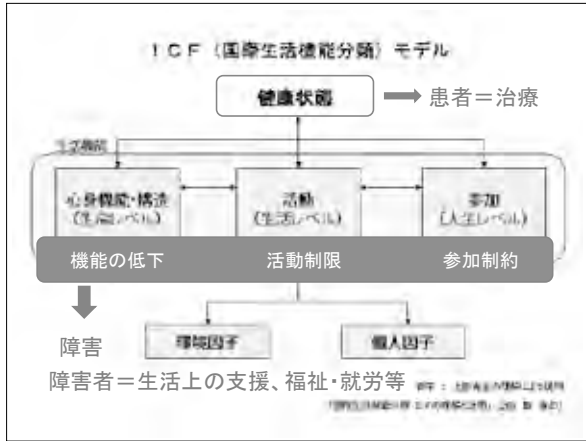 ICF（国際生活機能分類）モデル
健康状態
患者＝治療
生活機能
心身機能・構造
（生命レベル）
活動
（生活レベル）
参加
（人生レベル）
機能の低下
活動制限
参加制約
障害
環境因子
個人因子
障害者＝生活上の支援、福祉・就労等